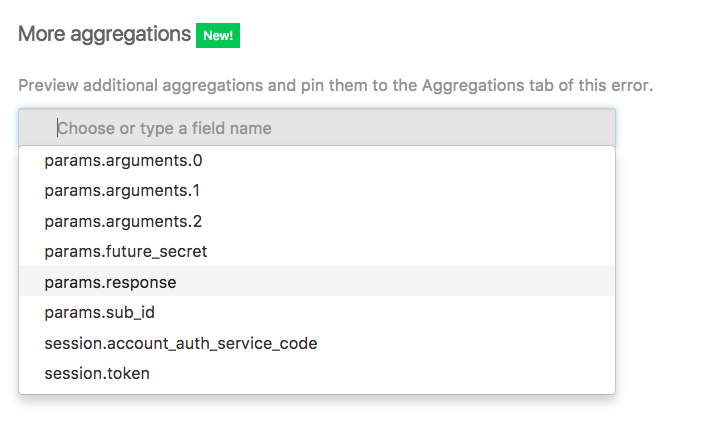 More aggregations New!
Preview additional aggregations and pin them to the Aggregations tab of this error.
Choose or type a field name
params.arguments.0
params.arguments.1
params.arguments.2
params.future_secret
params.response
params.sub_id
session.account_auth_service_code
session.token